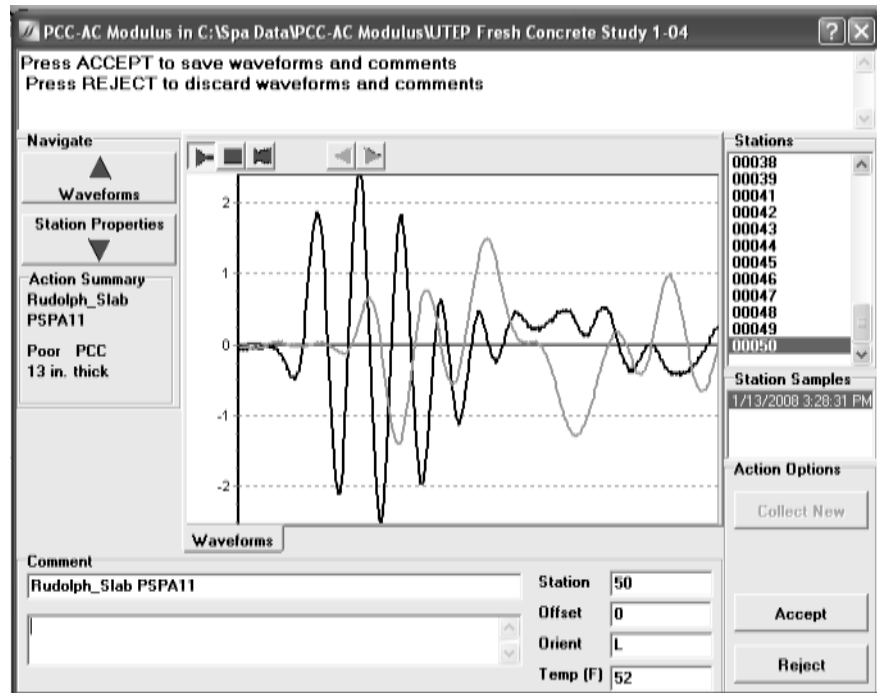 PCC-AC Modulus in C:\Spa Data\PCC-AC Modulus\UTEP Fresh Concrete Study 1-04
Press ACCEPT to save waveforms and comments
Press REJECT to discard waveforms and comments
Navigate
Waveforms
Station Properties
Action Summary
Rudolph_Slab
PSPA11
Poor PCC
13 in. thick
2
1
0
-1
-2
Waveforms
Stations
00038
00039
00041
00042
00043
00044
00045
00046
00047
00048
00049
00050
Station Samples
1/13/2008 3:28:31 PM
Action Options
Collect New
Accept
Reject
Comment
Rudolph_Slab PSPA11
Station 50
Offset 0
Orient L
Temp (F) 52